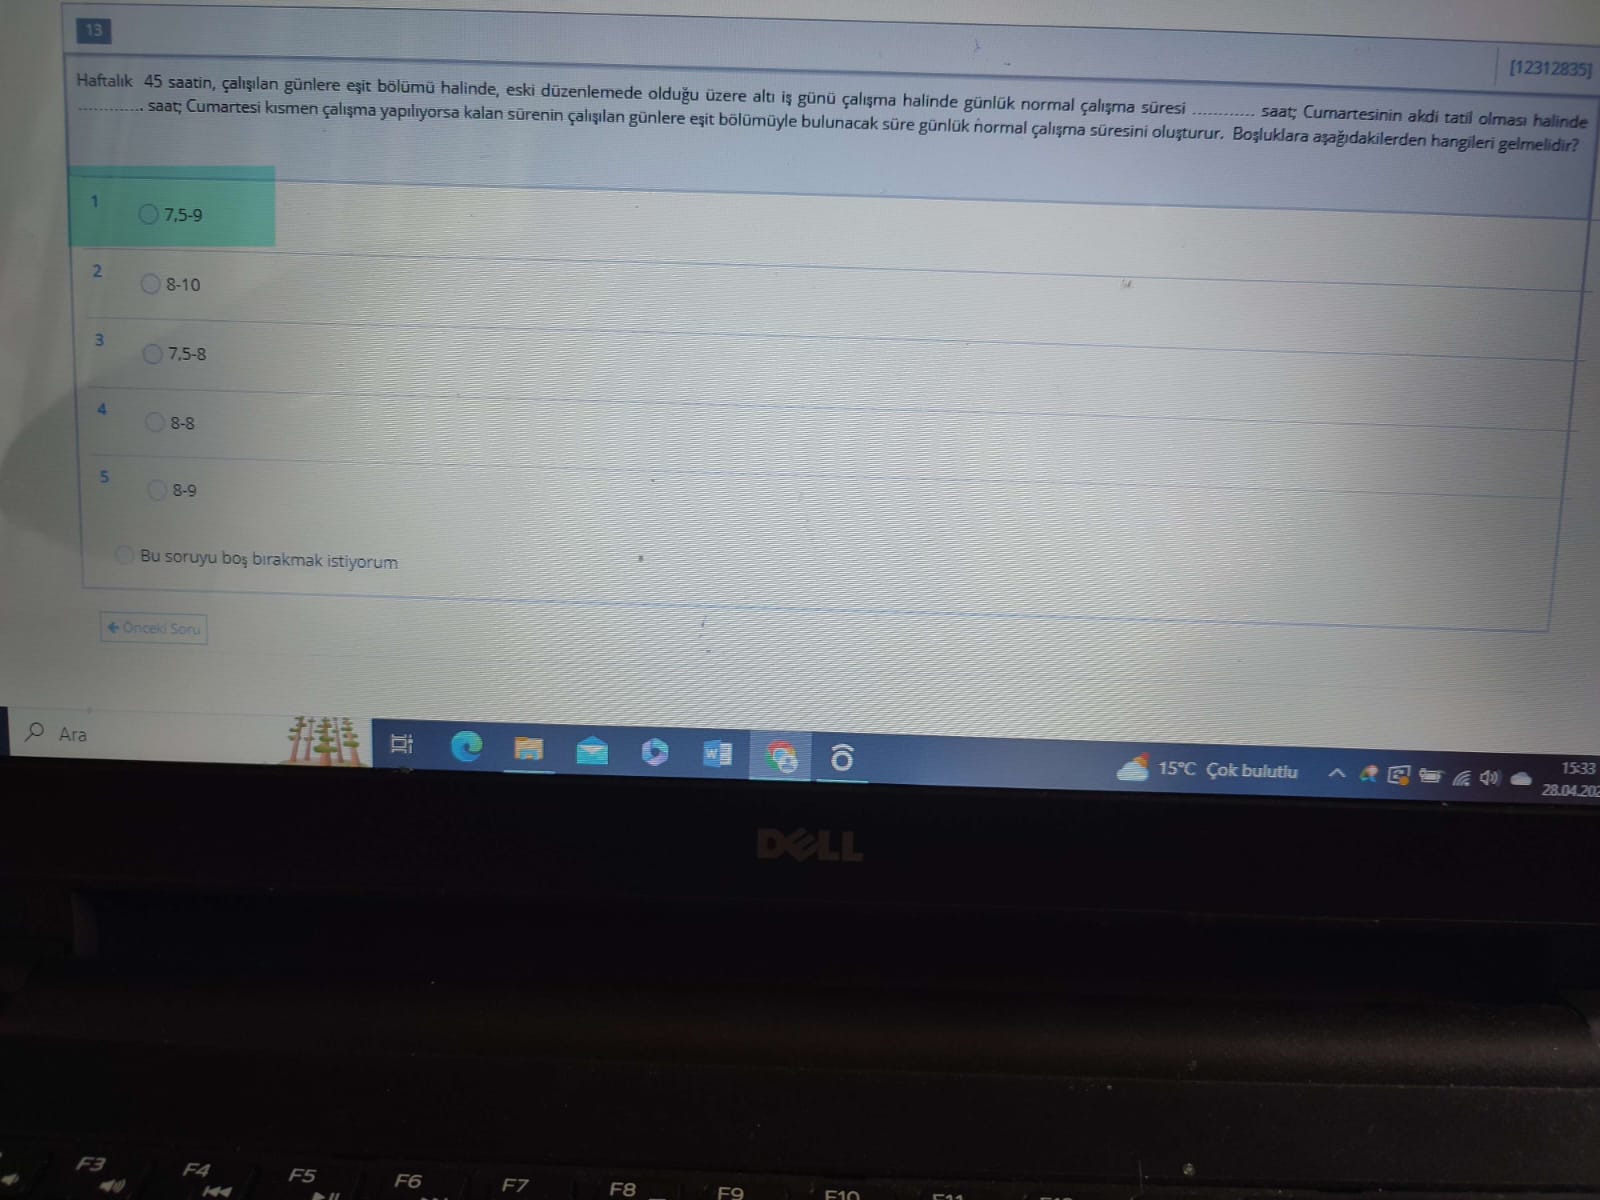 13
[12312835]
Haftalık 45 saatin, çalışılan günlere eşit bölümü halinde, eski düzenlemede olduğu üzere altı iş günü çalışma halinde günlük normal çalışma süresi ............ saat; Cumartesinin akdi tatil olması halinde
............ saat; Cumartesi kısmen çalışma yapılıyorsa kalan sürenin çalışılan günlere eşit bölümüyle bulunacak süre günlük normal çalışma süresini oluşturur. Boşluklara aşağıdakilerden hangileri gelmelidir?
1 7,5-9
2 8-10
3 7,5-8
4 8-8
5 8-9
Bu soruyu boş bırakmak istiyorum
← Önceki Soru
Ara
15°C Çok bulutlu
15:33
28.04.202
DELL
F3
F4
F5
F6
F7
F8
F9
F10
F11